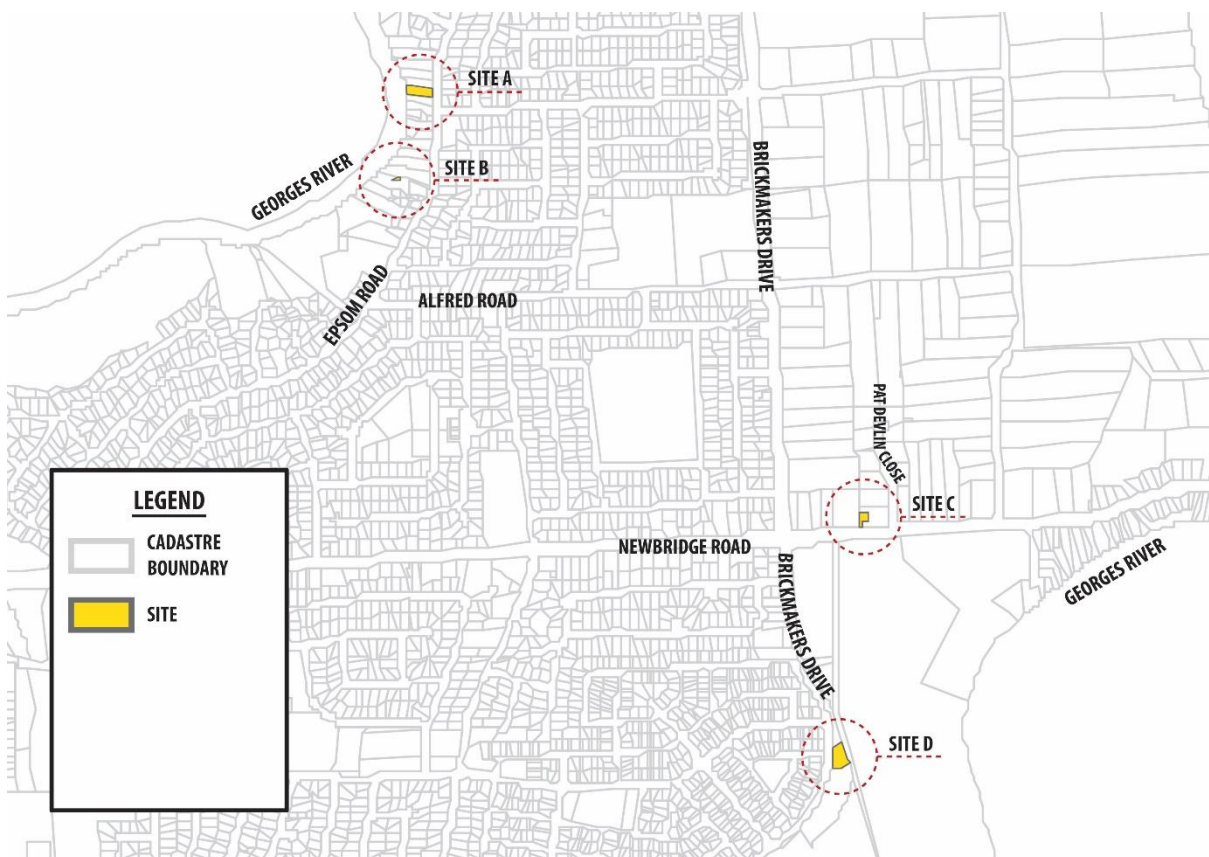 SITE A
SITE B
GEORGES RIVER
BRICKMAKERS DRIVE
EPSOM ROAD
ALFRED ROAD
PAT DEVLIN CLOSE
SITE C
NEWBRIDGE ROAD
GEORGES RIVER
BRICKMAKERS DRIVE
SITE D
LEGEND
CADASTRE
BOUNDARY
SITE